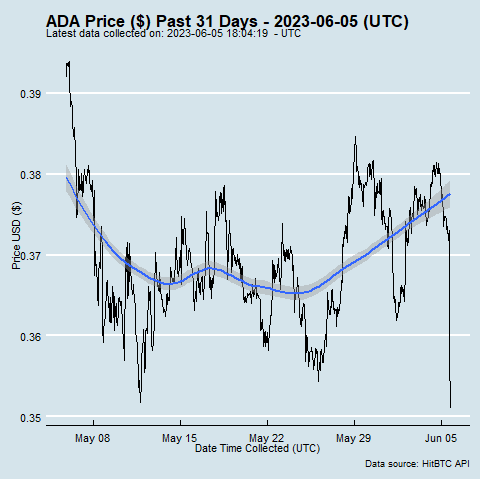 ADA Price ($) Past 31 Days - 2023-06-05 (UTC)
Latest data collected on: 2023-06-05 18:04:19 - UTC
0.39
0.38
0.37
0.36
0.35
Price USD ($)
May 08
May 15
May 22
May 29
Jun 05
Date Time Collected (UTC)
Data source: HitBTC API